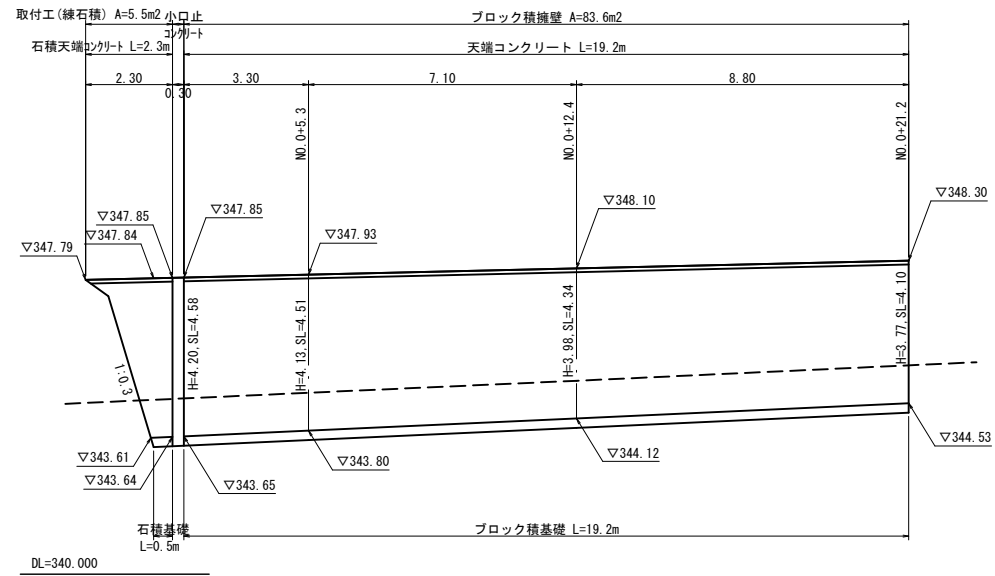 取付工(練石積) A=5.5m2
小口止
コンクリート
ブロック積擁壁 A=83.6m2
石積天端コンクリート L=2.3m
天端コンクリート L=19.2m
2.30
0.30
3.30
7.10
8.80
NO.0+5.3
NO.0+12.4
NO.0+21.2
▽347.79
▽347.84
▽347.85
▽347.85
▽347.93
▽348.10
▽348.30
H=4.20,SL=4.58
H=4.13,SL=4.51
H=3.98,SL=4.34
H=3.77,SL=4.10
1:0.3
▽343.61
▽343.64
▽343.65
▽343.80
▽344.12
▽344.53
石積基礎
L=0.5m
ブロック積基礎 L=19.2m
DL=340.000